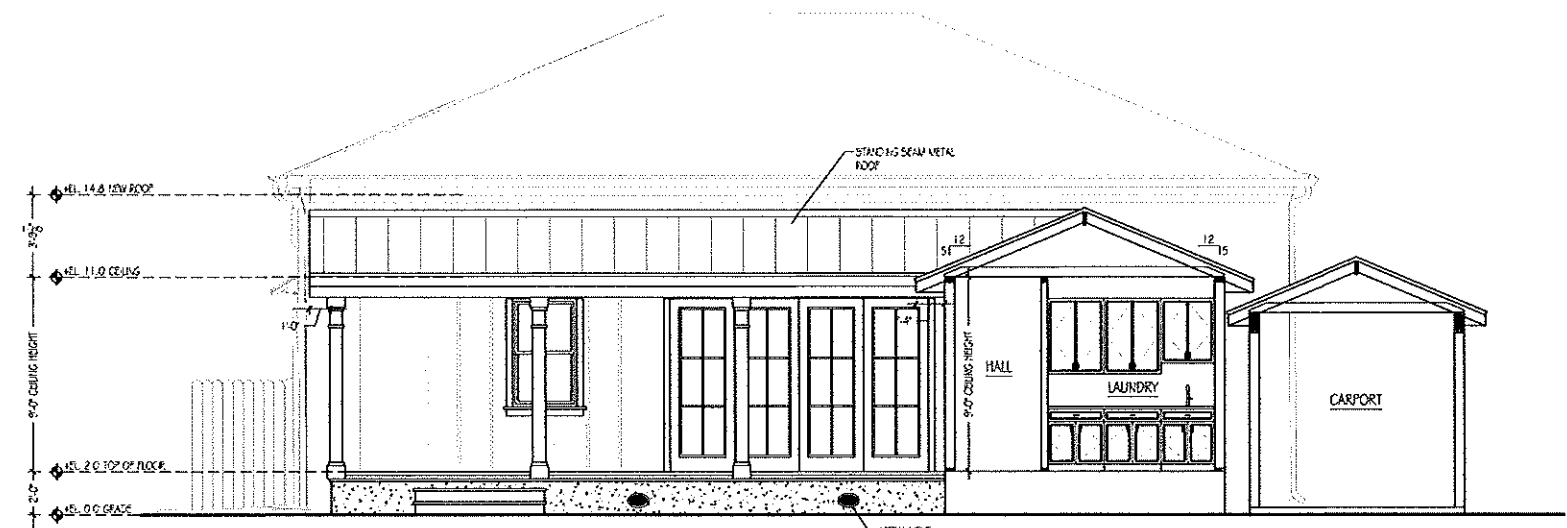 STANDING SEAM METAL
ROOF
+EL. 14.8 NEW ROOF
+EL. 11.0 CEILING
12
5
12
5
1'-0"
9'-0" CEILING HEIGHT
9'-0" CEILING HEIGHT
HALL
LAUNDRY
CARPORT
+EL. 2.0 TOP OF FLOOR
2'-0"
+EL. 0.0 GRADE